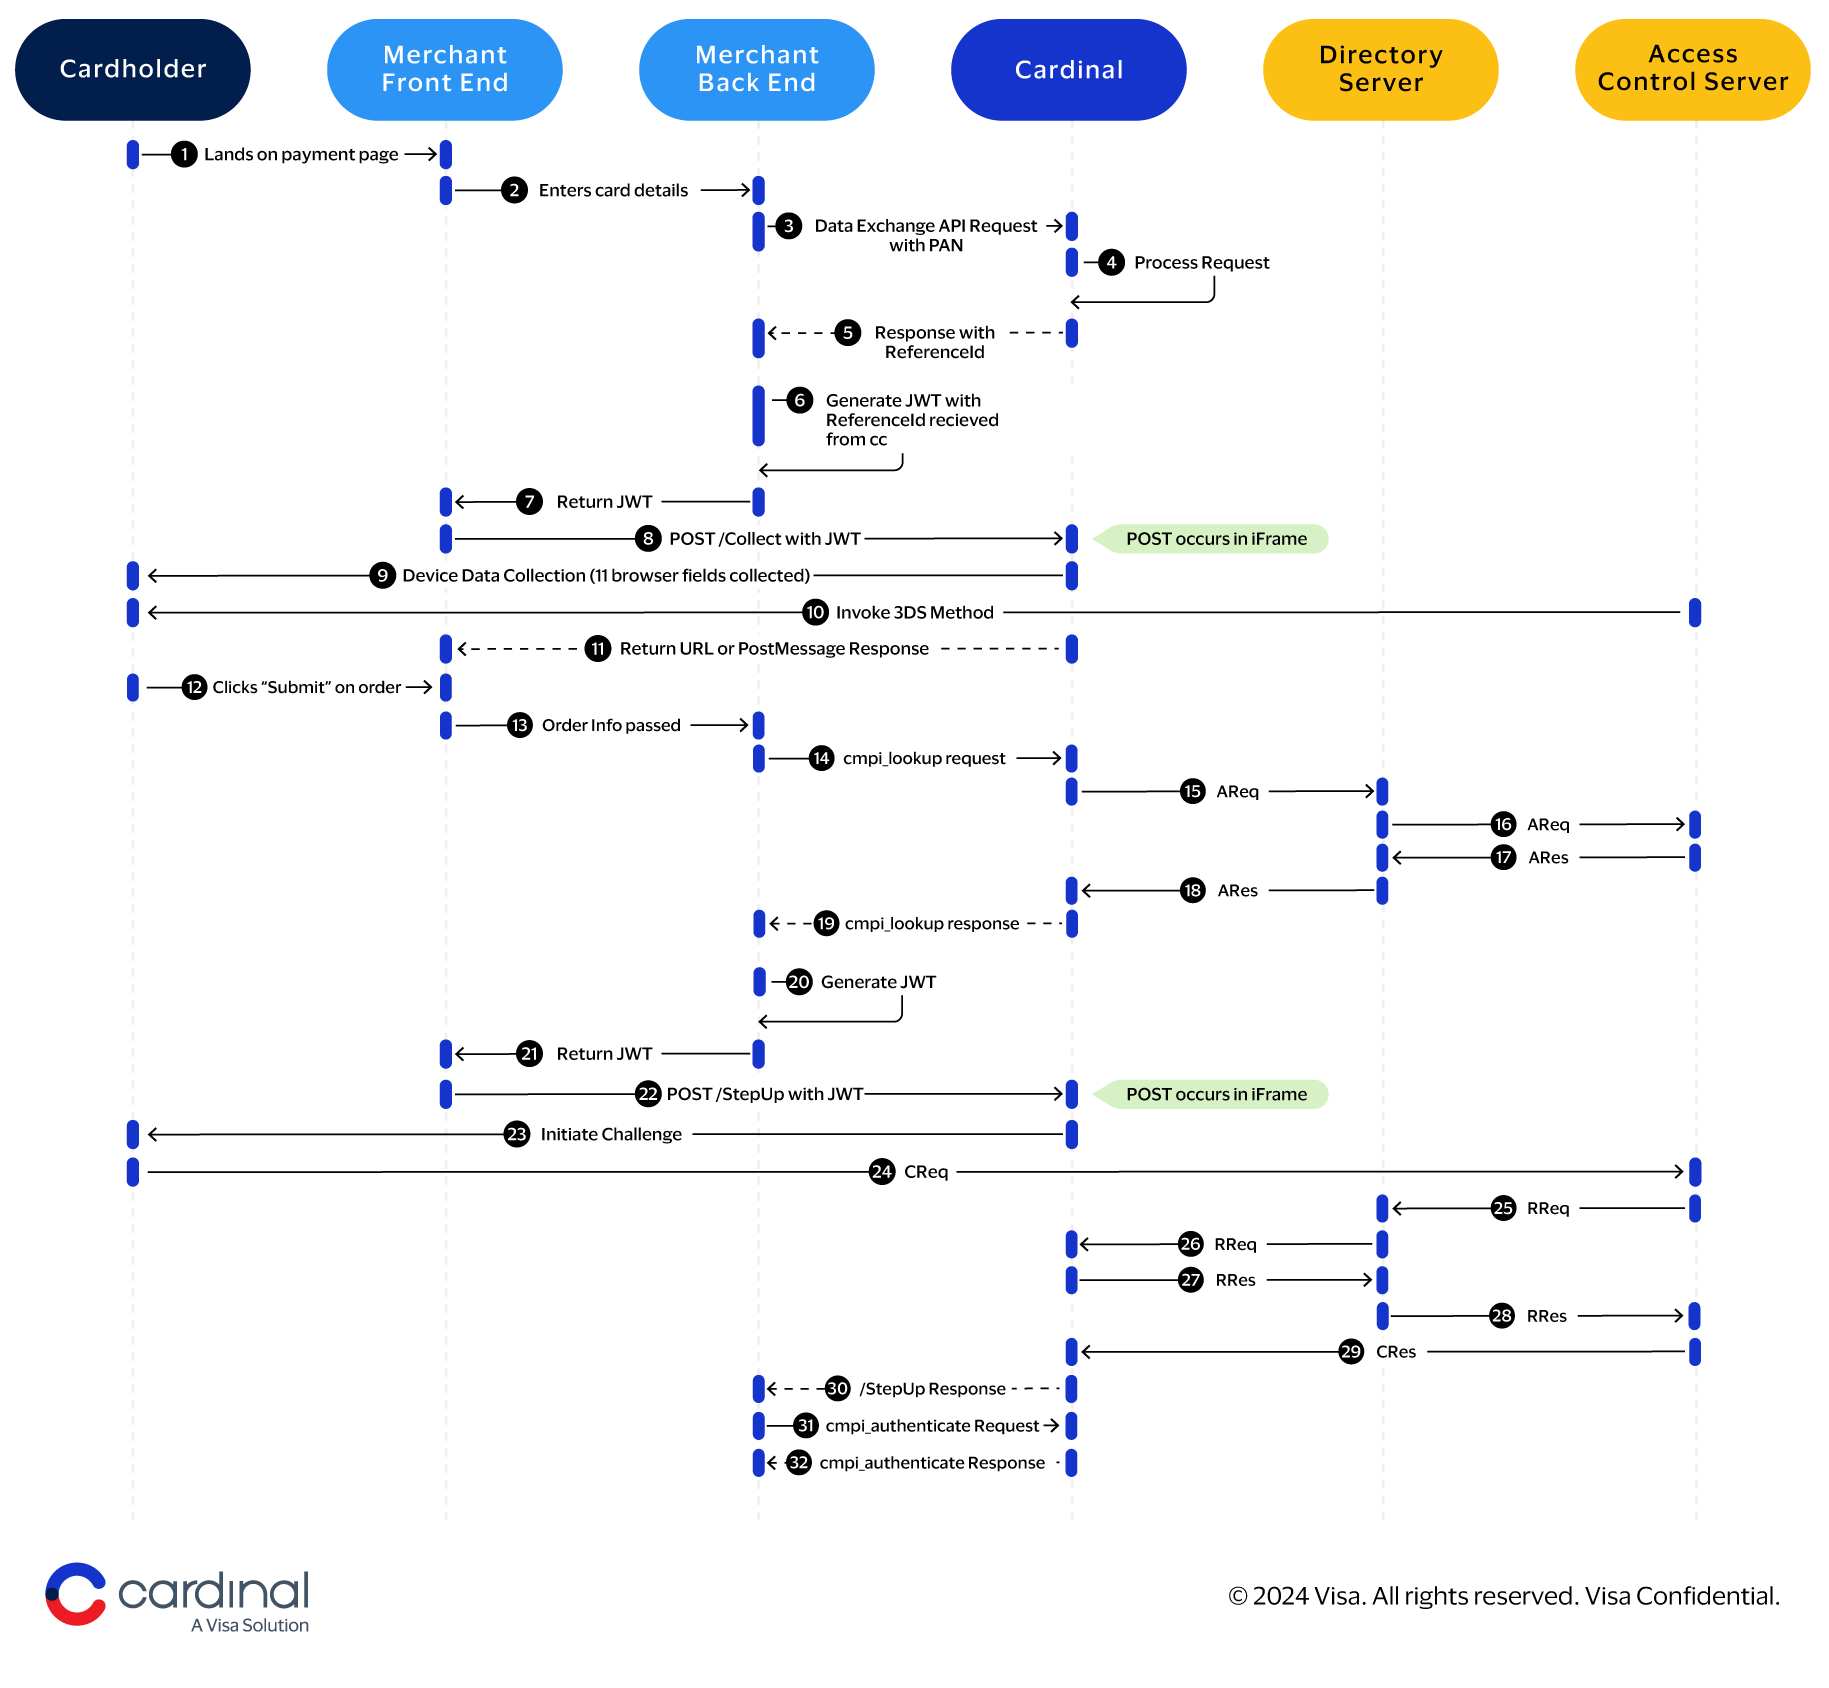 Cardholder
Merchant
Front End
Merchant
Back End
Cardinal
Directory
Server
Access
Control Server
1 Lands on payment page
2 Enters card details
3 Data Exchange API Request
with PAN
4 Process Request
5 Response with
ReferenceId
6 Generate JWT with
ReferenceId recieved
from cc
7 Return JWT
8 POST /Collect with JWT
POST occurs in iFrame
9 Device Data Collection (11 browser fields collected)
10 Invoke 3DS Method
11 Return URL or PostMessage Response
12 Clicks “Submit” on order
13 Order Info passed
14 cmpi_lookup request
15 AReq
16 AReq
17 ARes
18 ARes
19 cmpi_lookup response
20 Generate JWT
21 Return JWT
22 POST /StepUp with JWT
POST occurs in iFrame
23 Initiate Challenge
24 CReq
25 RReq
26 RReq
27 RRes
28 RRes
29 CRes
30 /StepUp Response
31 cmpi_authenticate Request
32 cmpi_authenticate Response
cardinal
A Visa Solution
© 2024 Visa. All rights reserved. Visa Confidential.